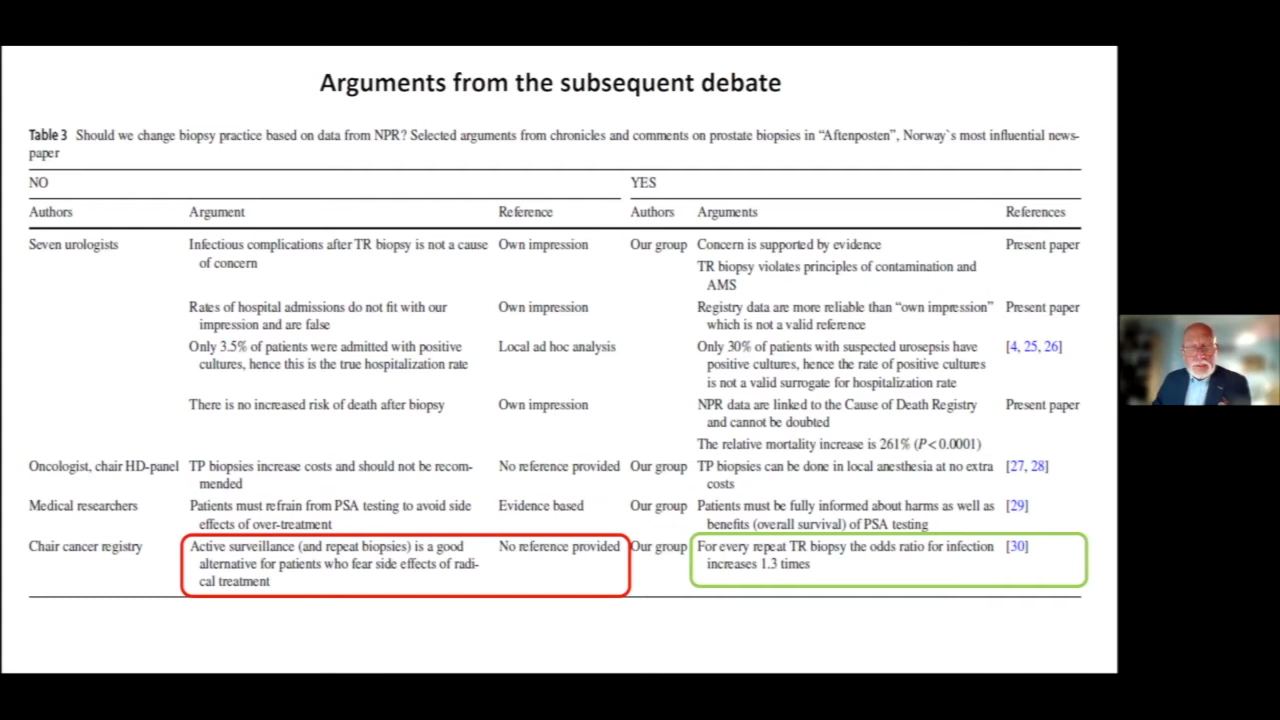 Arguments from the subsequent debate
Table 3 Should we change biopsy practice based on data from NPR? Selected arguments from chronicles and comments on prostate biopsies in “Aftenposten”, Norway`s most influential news-
paper
NO
YES
Authors Argument Reference Authors Arguments References
Seven urologists Infectious complications after TR biopsy is not a cause Own impression Our group Concern is supported by evidence Present paper
of concern
TR biopsy violates principles of contamination and
AMS
Rates of hospital admissions do not fit with our Own impression Registry data are more reliable than “own impression” Present paper
impression and are false which is not a valid reference
Only 3.5% of patients were admitted with positive Local ad hoc analysis Only 30% of patients with suspected urosepsis have [4, 25, 26]
cultures, hence this is the true hospitalization rate positive cultures, hence the rate of positive cultures
is not a valid surrogate for hospitalization rate
There is no increased risk of death after biopsy Own impression NPR data are linked to the Cause of Death Registry Present paper
and cannot be doubted
The relative mortality increase is 261% (P<0.0001)
Oncologist, chair HD-panel TP biopsies increase costs and should not be recom- No reference provided Our group TP biopsies can be done in local anesthesia at no extra [27, 28]
mended costs
Medical researchers Patients must refrain from PSA testing to avoid side Evidence based Our group Patients must be fully informed about harms as well as [29]
effects of over-treatment benefits (overall survival) of PSA testing
Chair cancer registry Active surveillance (and repeat biopsies) is a good No reference provided Our group For every repeat TR biopsy the odds ratio for infection [30]
alternative for patients who fear side effects of radi- increases 1.3 times
cal treatment